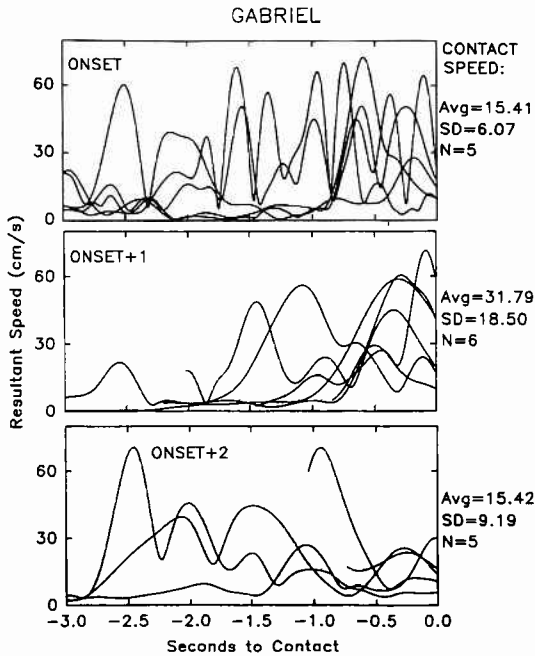 GABRIEL
ONSET
CONTACT
SPEED:
Avg=15.41
SD=6.07
N=5
60
30
0
ONSET+1
Avg=31.79
SD=18.50
N=6
60
30
0
Resultant Speed (cm/s)
ONSET+2
Avg=15.42
SD=9.19
N=5
60
30
0
-3.0 -2.5 -2.0 -1.5 -1.0 -0.5 0.0
Seconds to Contact